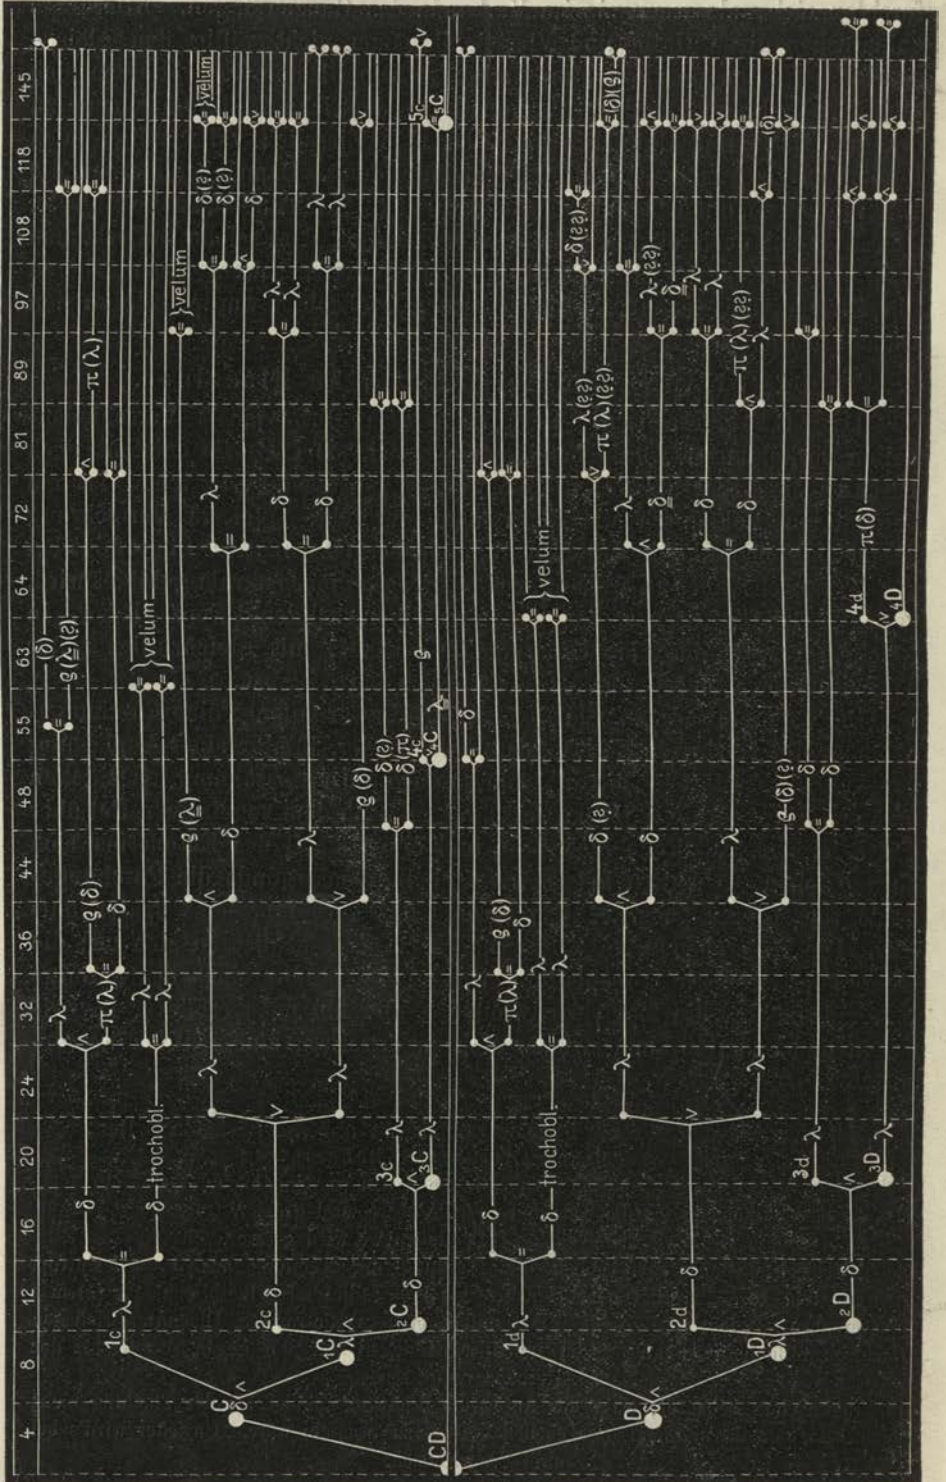 4 8 12 16 20 24 32 36 44 48 55 63 64 72 81 89 97 108 118 145
λ (δ)
ϱ (λ) (?)
δ ϱ (δ) π (λ)
π (λ)
δ
1c λ
λ velum
δ trochobl. λ
velum
ϱ (λ) velum
λ λ δ (?)
C δ δ (?)
δ δ
2c δ δ λ
λ
λ λ
1C λ δ λ
λ ϱ (δ)
δ (?)
3c λ δ (π)
2C δ 4c ϱ 5c
3C λ 4C λ 5C
CD
λ δ
δ ϱ (δ)
π (λ)
δ
1d λ
λ velum
δ trochobl. λ
δ (??)
δ (?) λ (??)
π (λ) (??) (δ) (ϱ)
λ λ
D δ δ λ (??)
δ δ
2d δ λ
δ λ
λ
δ π (λ) (??)
1D λ λ λ
(δ)
ϱ (δ) (?)
3d λ δ
δ
2D δ 4d π (δ)
3D λ
4D